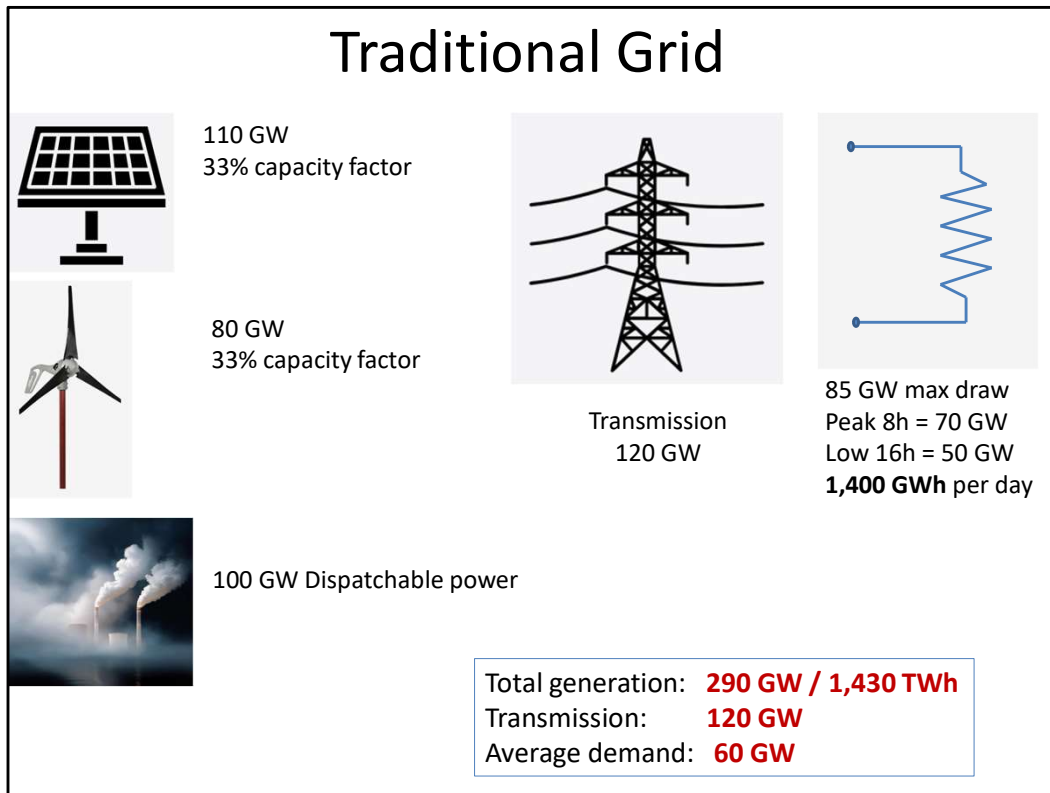 Traditional Grid
110 GW
33% capacity factor
80 GW
33% capacity factor
Transmission
120 GW
85 GW max draw
Peak 8h = 70 GW
Low 16h = 50 GW
1,400 GWh per day
100 GW Dispatchable power
Total generation: 290 GW / 1,430 TWh
Transmission: 120 GW
Average demand: 60 GW